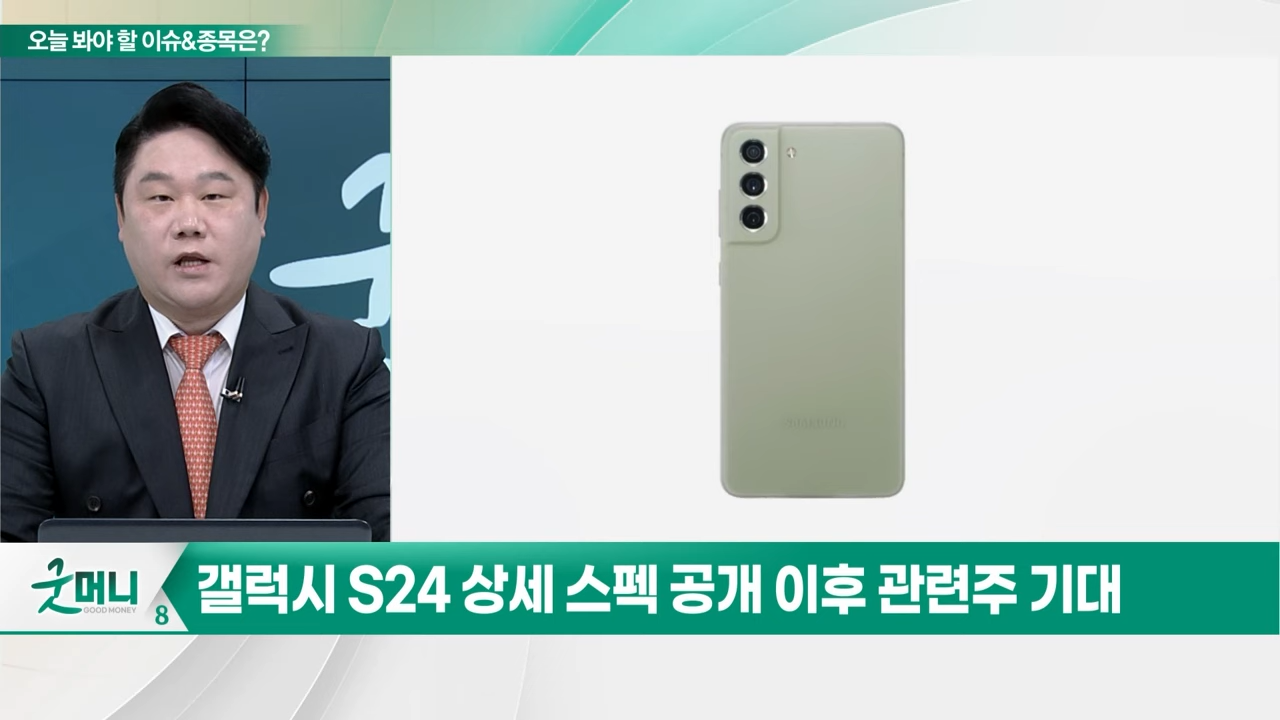 오늘 봐야 할 이슈&종목은?
SAMSUNG
굿머니
GOOD MONEY
8
갤럭시 S24 상세 스펙 공개 이후 관련주 기대